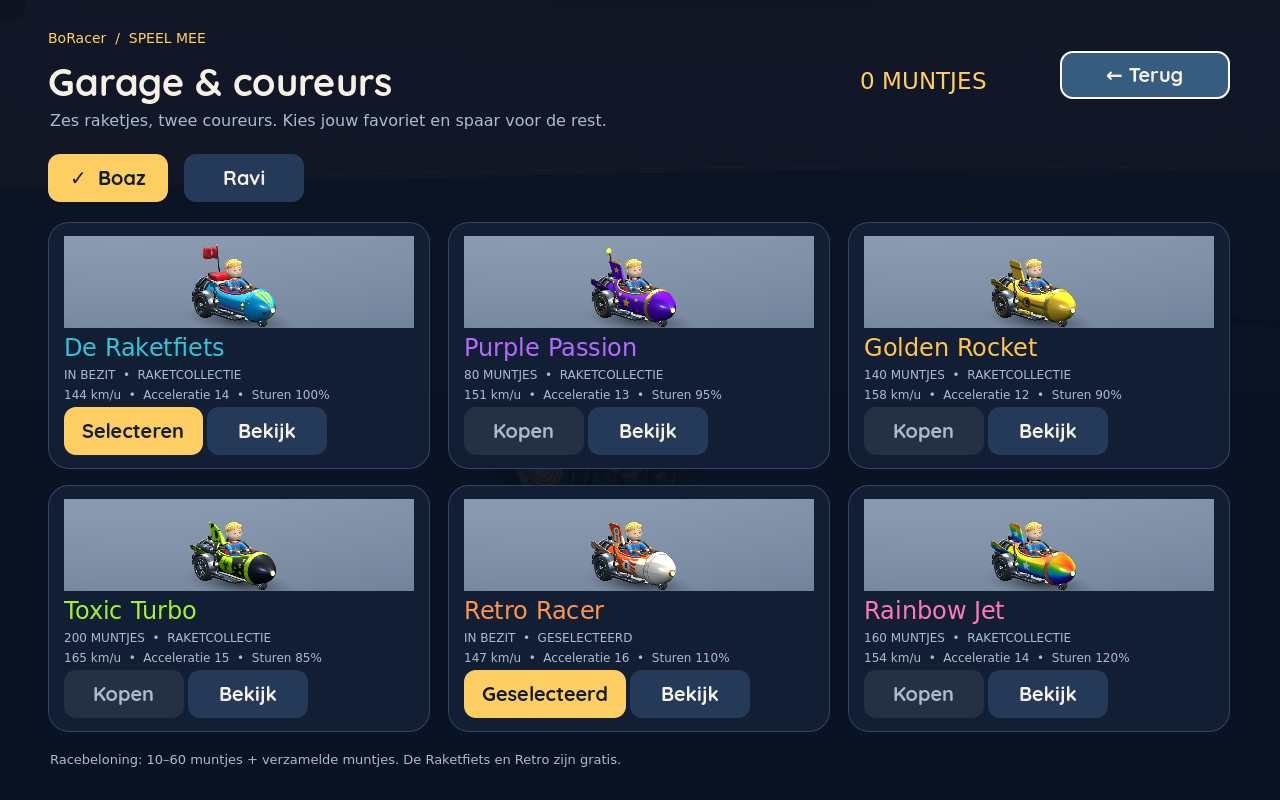 BoRacer / SPEEL MEE
Garage & coureurs
0 MUNTJES
← Terug
Zes raketjes, twee coureurs. Kies jouw favoriet en spaar voor de rest.
✓ Boaz
Ravi
De Raketfiets
IN BEZIT • RAKETCOLLECTIE
144 km/u • Acceleratie 14 • Sturen 100%
Selecteren
Bekijk
Purple Passion
80 MUNTJES • RAKETCOLLECTIE
151 km/u • Acceleratie 13 • Sturen 95%
Kopen
Bekijk
Golden Rocket
140 MUNTJES • RAKETCOLLECTIE
158 km/u • Acceleratie 12 • Sturen 90%
Kopen
Bekijk
Toxic Turbo
200 MUNTJES • RAKETCOLLECTIE
165 km/u • Acceleratie 15 • Sturen 85%
Kopen
Bekijk
Retro Racer
IN BEZIT • GESELECTEERD
147 km/u • Acceleratie 16 • Sturen 110%
Geselecteerd
Bekijk
Rainbow Jet
160 MUNTJES • RAKETCOLLECTIE
154 km/u • Acceleratie 14 • Sturen 120%
Kopen
Bekijk
Racebeloning: 10–60 muntjes + verzamelde muntjes. De Raketfiets en Retro zijn gratis.